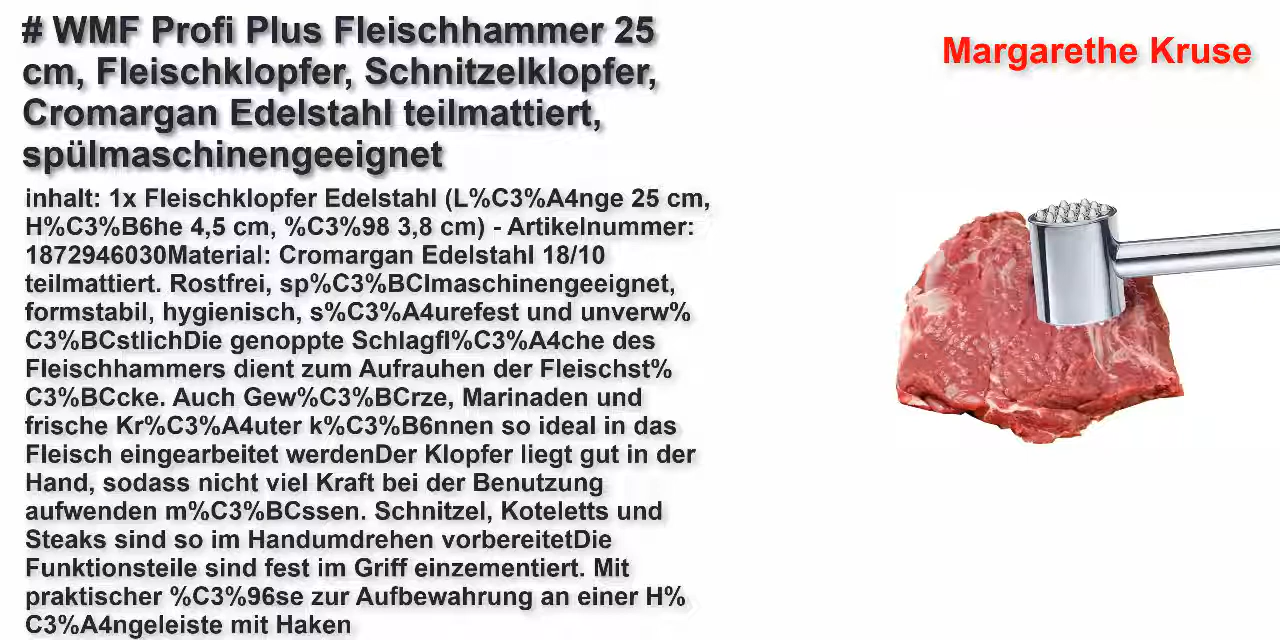 # WMF Profi Plus Fleischhammer 25
cm, Fleischklopfer, Schnitzelklopfer,
Cromargan Edelstahl teilmattiert,
spülmaschinengeeignet
Margarethe Kruse
inhalt: 1x Fleischklopfer Edelstahl (L%C3%A4nge 25 cm,
H%C3%B6he 4,5 cm, %C3%98 3,8 cm) - Artikelnummer:
1872946030Material: Cromargan Edelstahl 18/10
teilmattiert. Rostfrei, sp%C3%BClmaschinengeeignet,
formstabil, hygienisch, s%C3%A4urefest und unverw%
C3%BCstlichDie genoppte Schlagfl%C3%A4che des
Fleischhammers dient zum Aufrauhen der Fleischst%
C3%BCcke. Auch Gew%C3%BCrze, Marinaden und
frische Kr%C3%A4uter k%C3%B6nnen so ideal in das
Fleisch eingearbeitet werdenDer Klopfer liegt gut in der
Hand, sodass nicht viel Kraft bei der Benutzung
aufwenden m%C3%BCssen. Schnitzel, Koteletts und
Steaks sind so im Handumdrehen vorbereitetDie
Funktionsteile sind fest im Griff einzementiert. Mit
praktischer %C3%96se zur Aufbewahrung an einer H%
C3%A4ngeleiste mit Haken